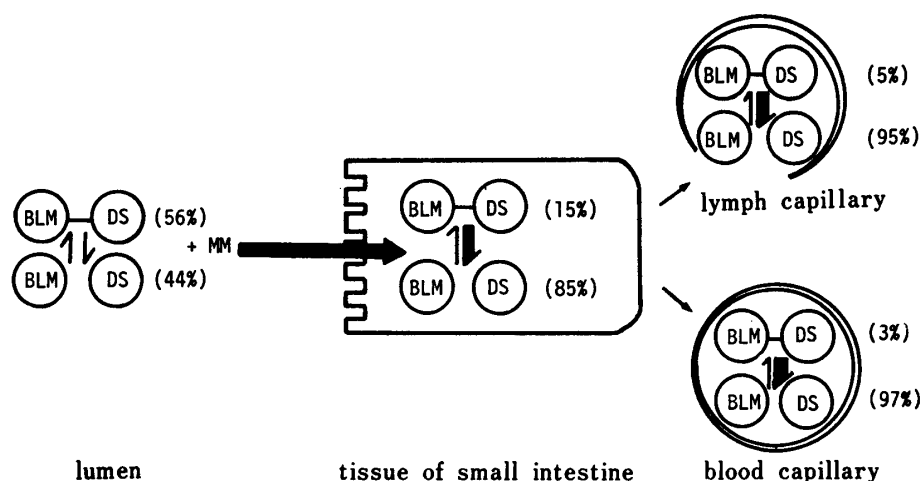 BLM DS (56%)
BLM DS (44%)
+ MM
lumen
BLM DS (15%)
BLM DS (85%)
tissue of small intestine
BLM DS (5%)
BLM DS (95%)
lymph capillary
BLM DS (3%)
BLM DS (97%)
blood capillary